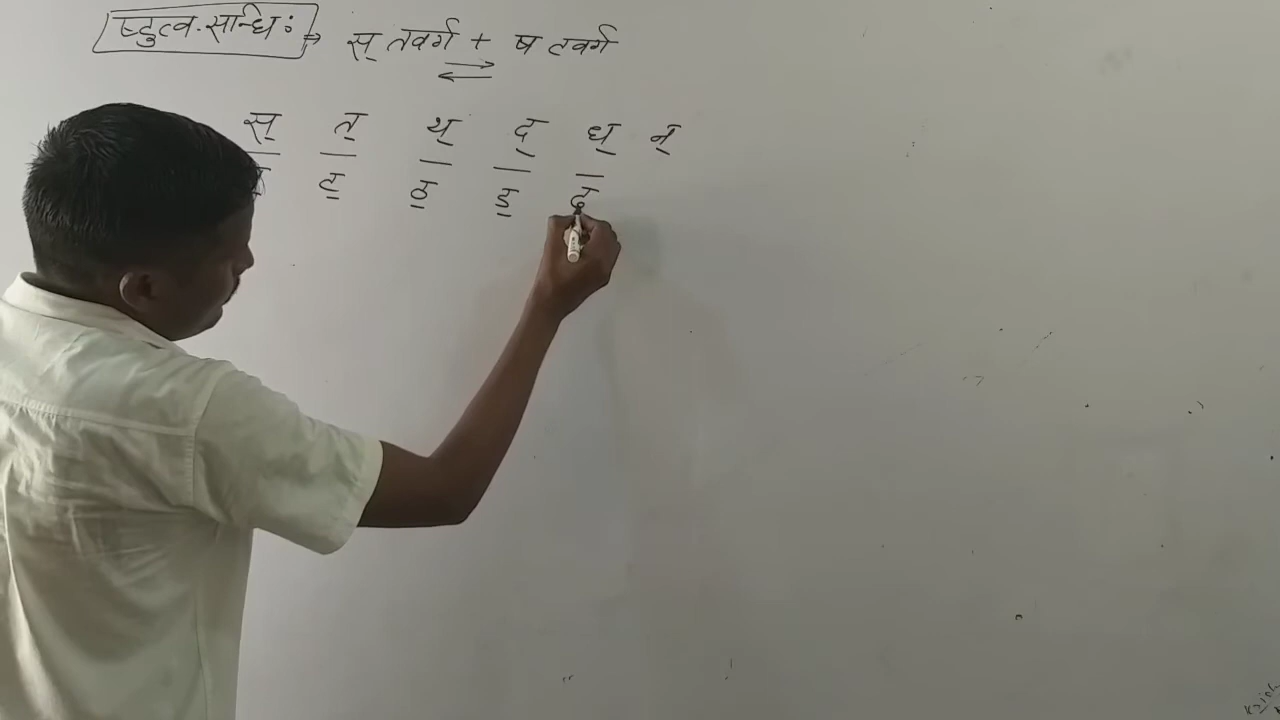 ष्टुत्व-सन्धिः ⇒ स् तवर्ग + ष टवर्ग
स् त् थ् द् ध् न्
ट् ठ् ड् ढ